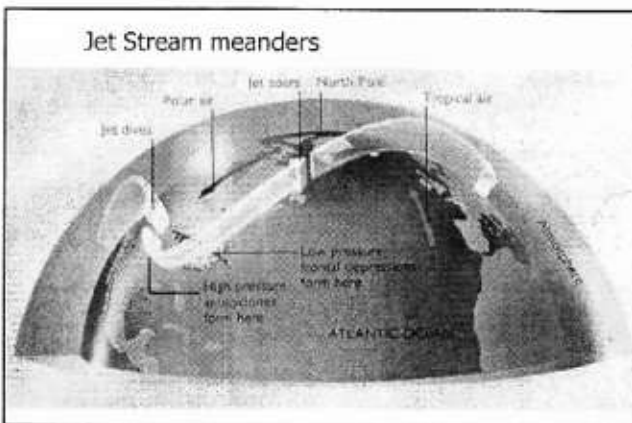 Jet Stream meanders
Jet soars
North Pole
Polar air
Tropical air
Jet dives
Atmosphere
Low pressure,
frontal depressions
form here
High pressure
anticyclones
form here
ATLANTIC OCEAN